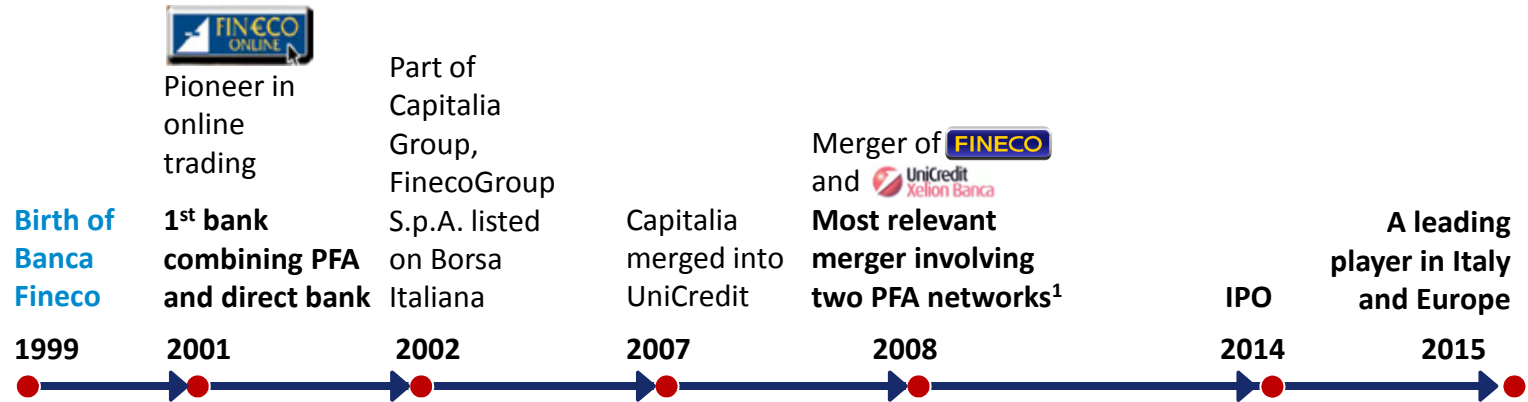 Birth of
Banca
Fineco
1999
FIN€CO
ONLINE
Pioneer in
online
trading
1st bank
combining PFA
and direct bank
2001
Part of
Capitalia
Group,
FinecoGroup
S.p.A. listed
on Borsa
Italiana
2002
Capitalia
merged into
UniCredit
2007
Merger of FINECO
and UniCredit
Xelion Banca
Most relevant
merger involving
two PFA networks1
2008
IPO
2014
A leading
player in Italy
and Europe
2015